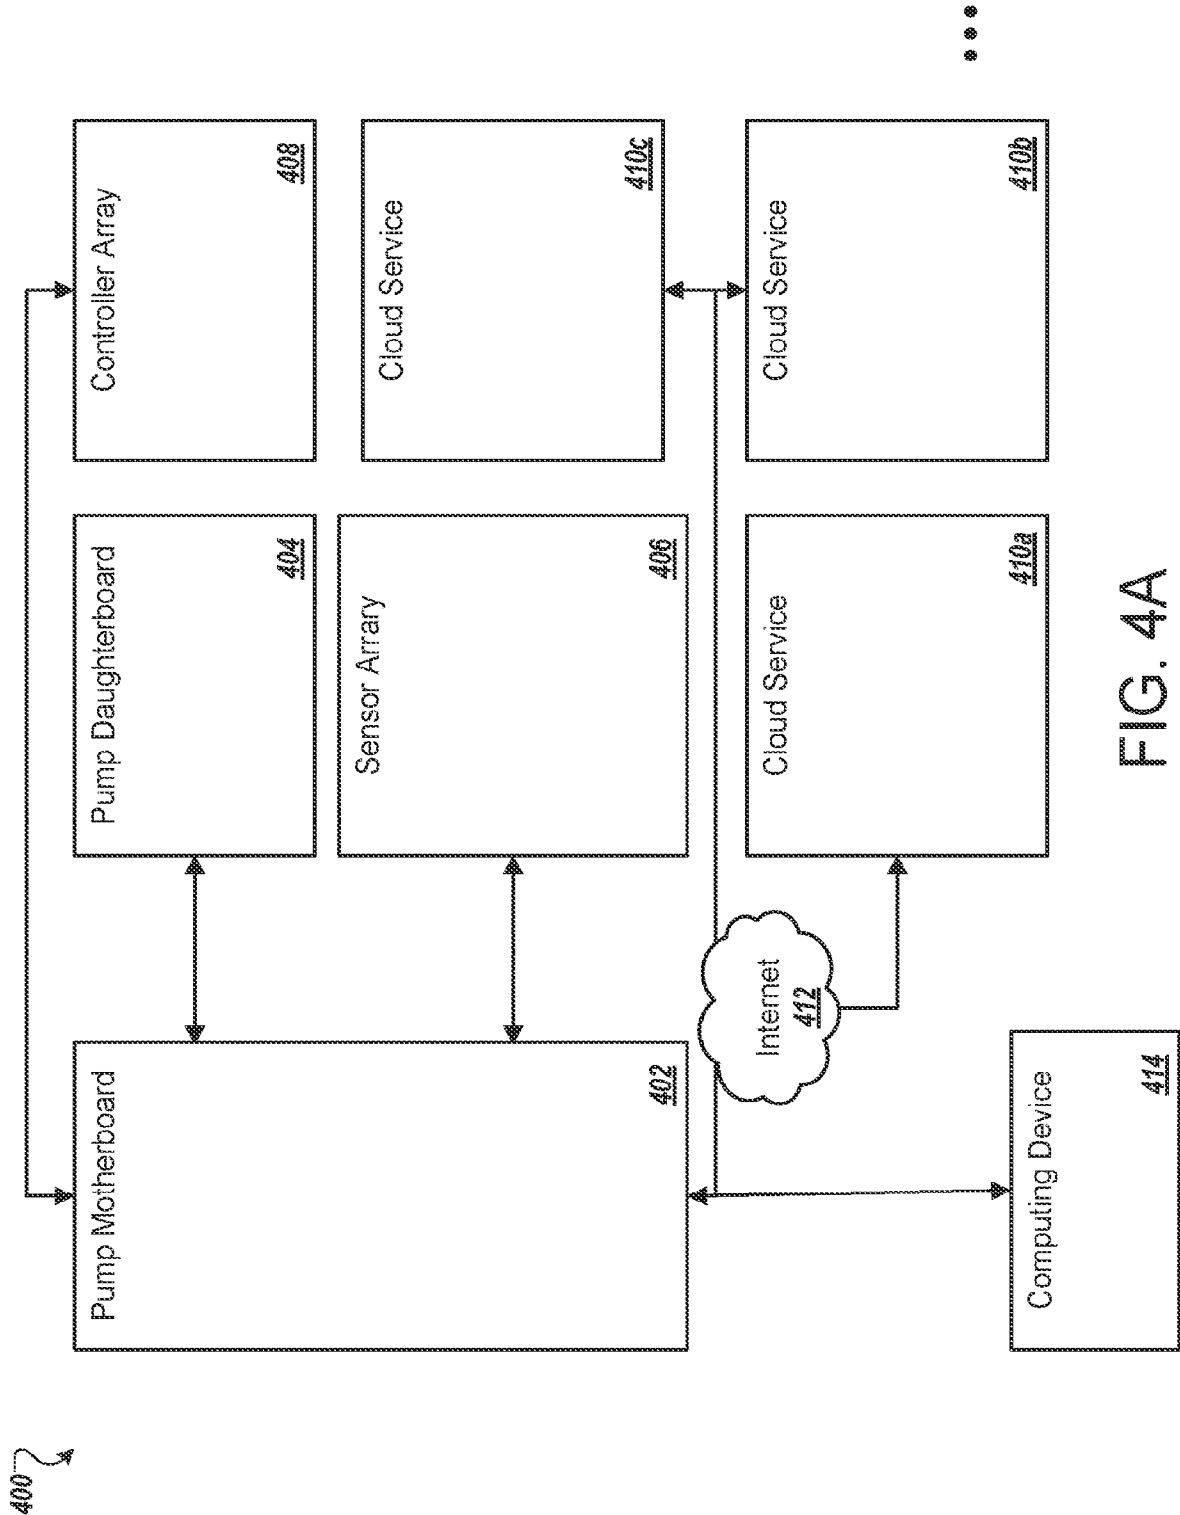 400
Pump Motherboard
402
Pump Daughterboard
404
Controller Array
408
Sensor Arrary
406
Cloud Service
410c
Internet
412
Cloud Service
410a
Cloud Service
410b
Computing Device
414
FIG. 4A